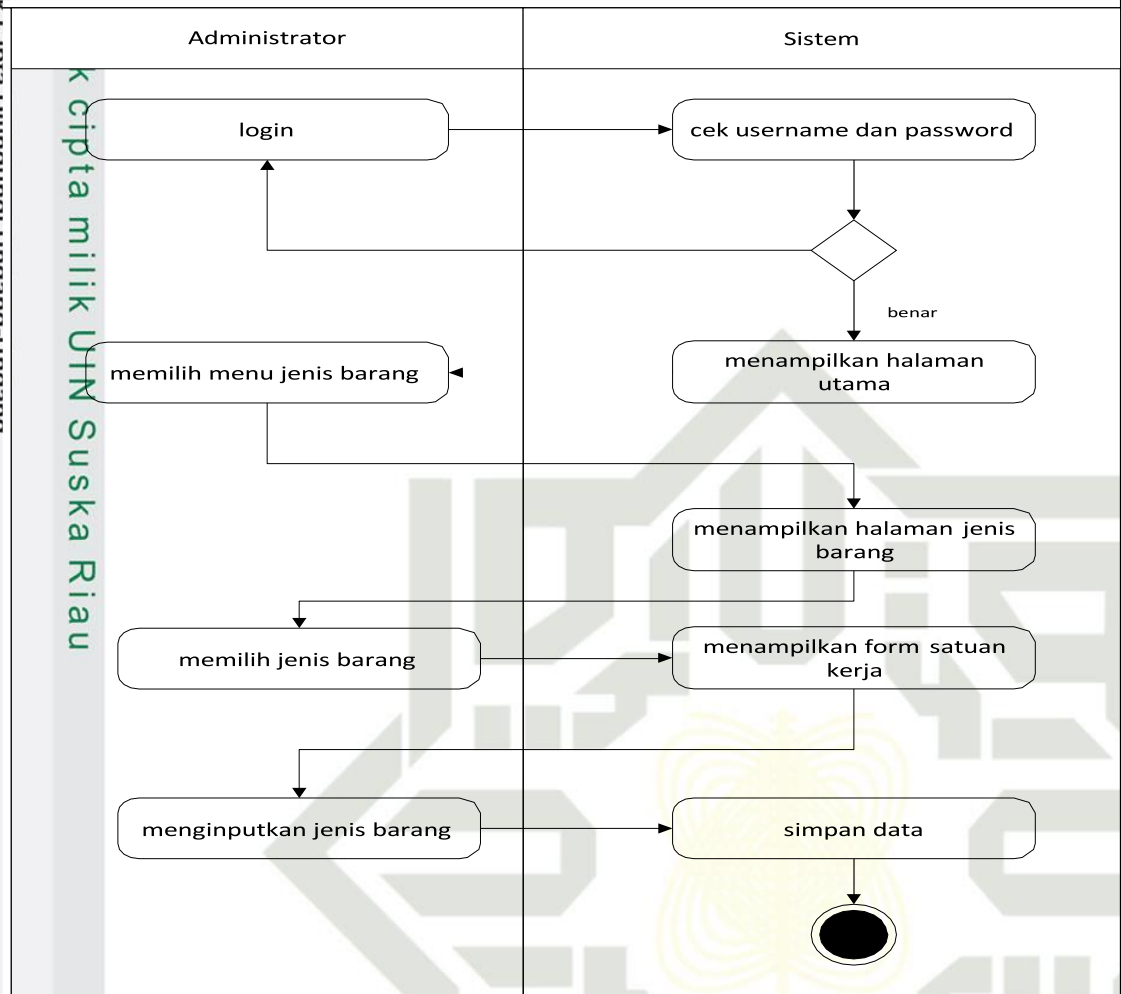 Administrator
Sistem
login
cek username dan password
benar
memilih menu jenis barang
menampilkan halaman
utama
menampilkan halaman jenis
barang
memilih jenis barang
menampilkan form satuan
kerja
menginputkan jenis barang
simpan data
k cipta milik UIN Suska Riau